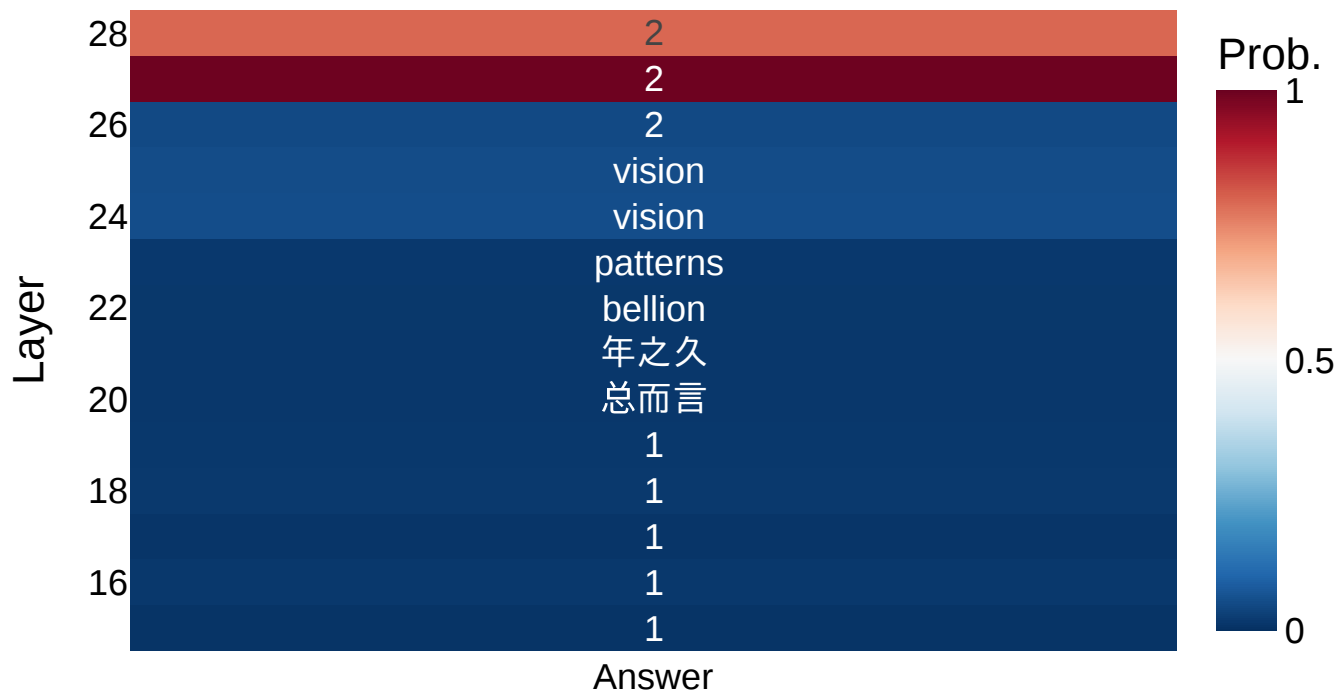 28 2
Prob.
2
1
26 2
vision
24 vision
patterns
22 bellion
年之久
0.5
20 总而言
1
18 1
1
16 1
1
0
Layer
Answer